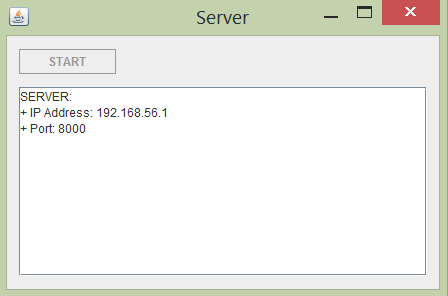 Server
START
SERVER:
+ IP Address: 192.168.56.1
+ Port: 8000